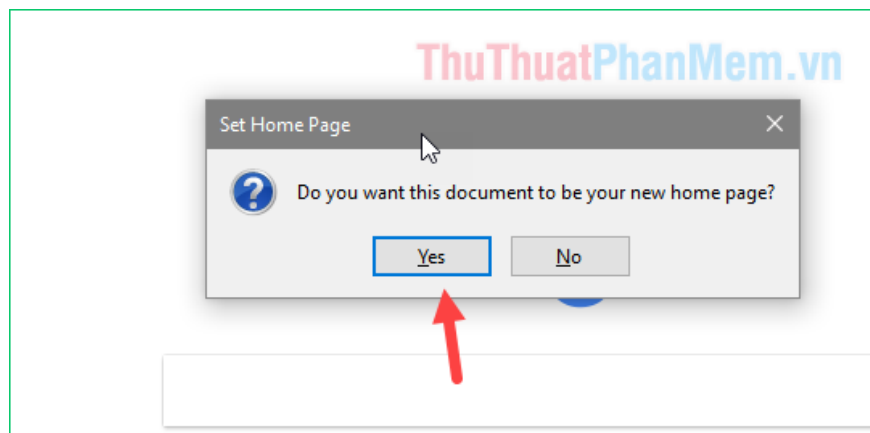 ThuThuatPhanMem.vn
Set Home Page
Do you want this document to be your new home page?
Yes
No